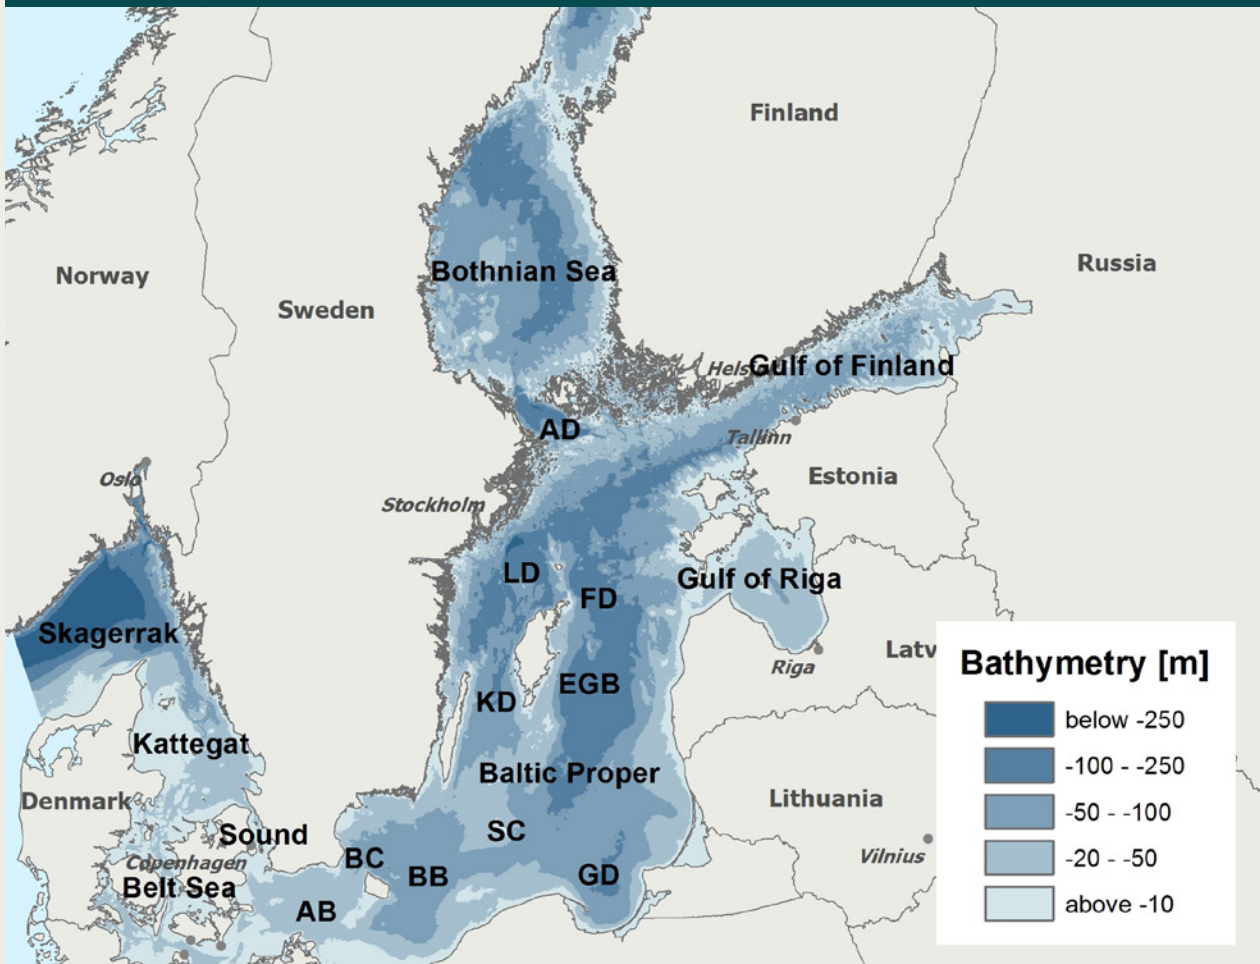 Finland
Norway
Sweden
Bothnian Sea
Russia
Gulf of Finland
AD
Tallinn
Oslo
Stockholm
Estonia
LD
FD
Gulf of Riga
Skagerrak
Riga
KD
EGB
Kattegat
Baltic Proper
Denmark
Lithuania
Sound
SC
Copenhagen
BC
Vilnius
Belt Sea
BB
GD
AB
Bathymetry [m]
below -250
-100 - -250
-50 - -100
-20 - -50
above -10